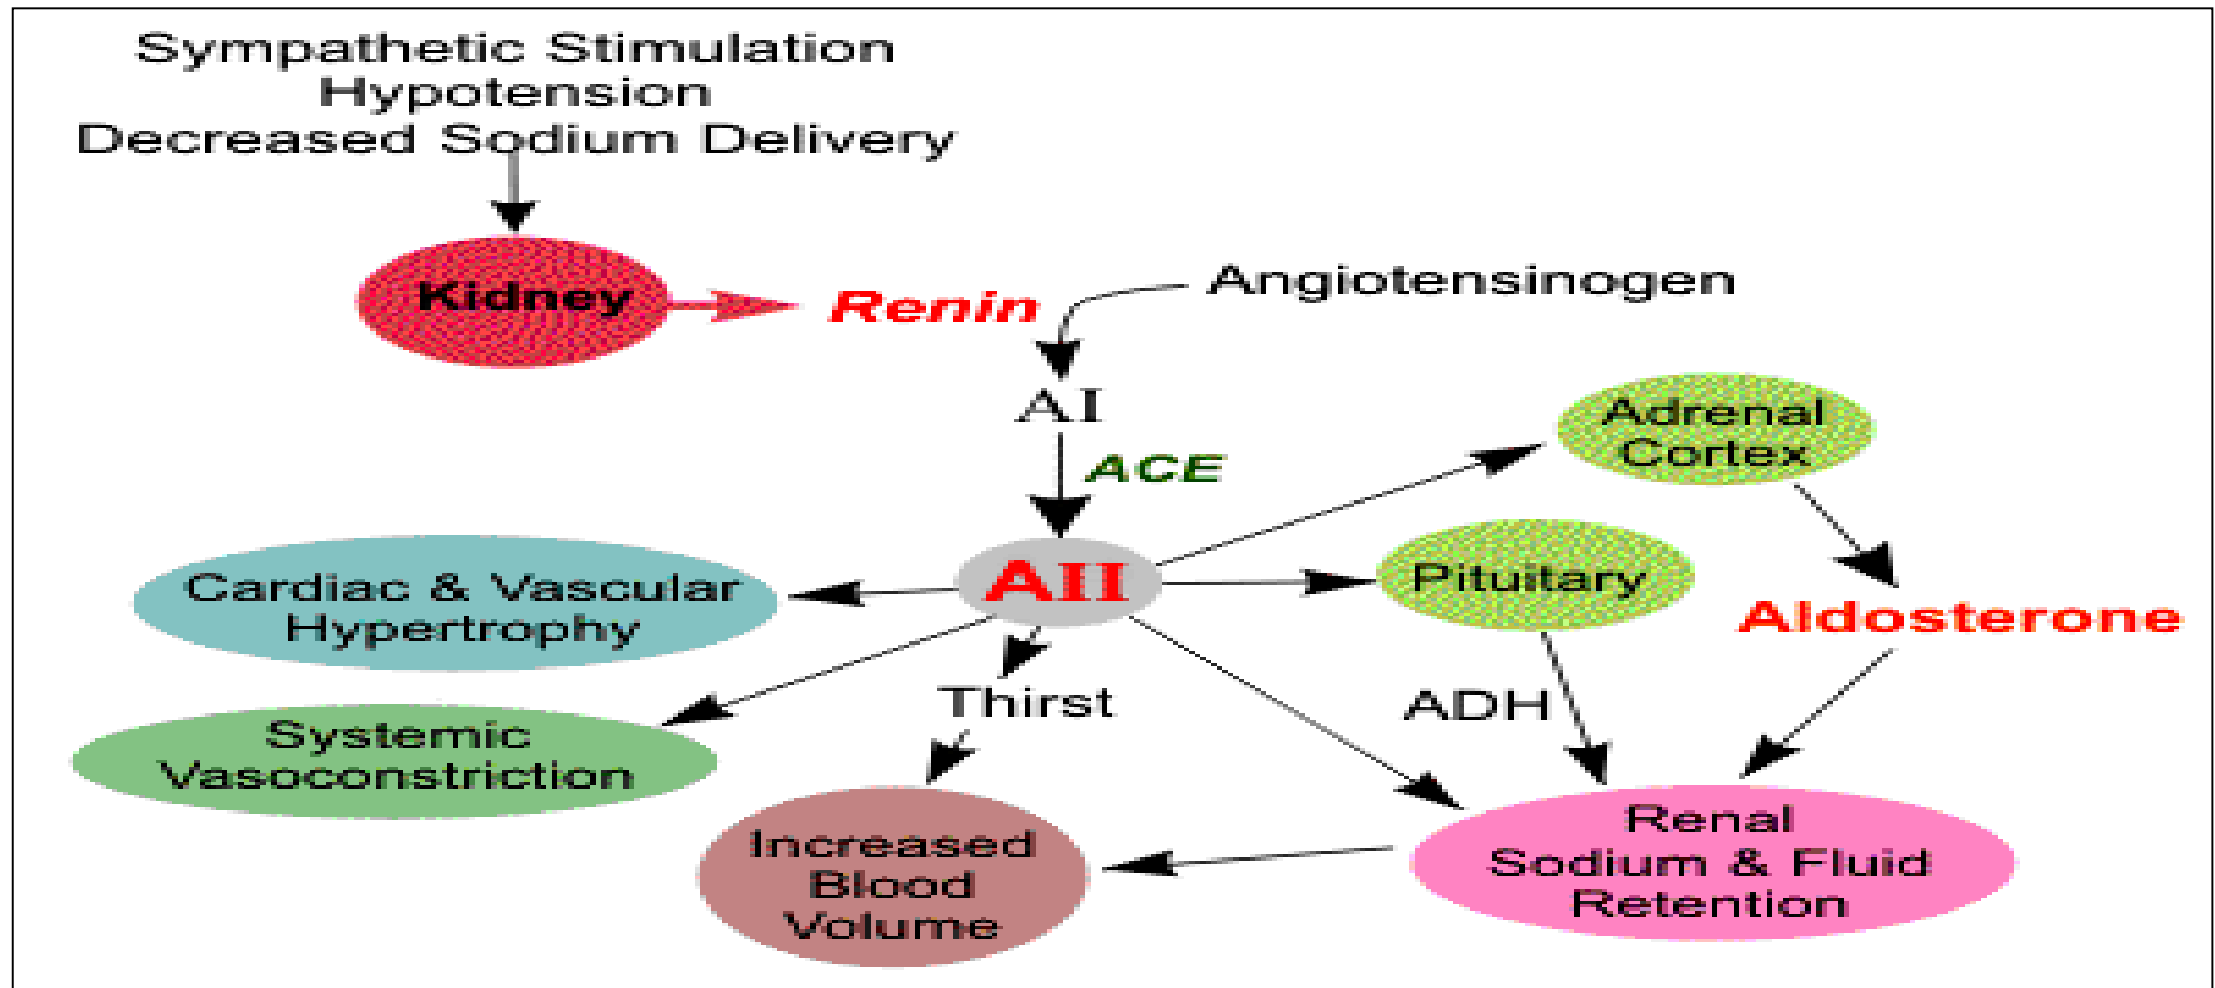 Sympathetic Stimulation
Hypotension
Decreased Sodium Delivery
Kidney
Renin
Angiotensinogen
AI
ACE
Adrenal
Cortex
AII
Pituitary
Cardiac & Vascular
Hypertrophy
Aldosterone
Thirst
ADH
Systemic
Vasoconstriction
Increased
Blood
Volume
Renal
Sodium & Fluid
Retention